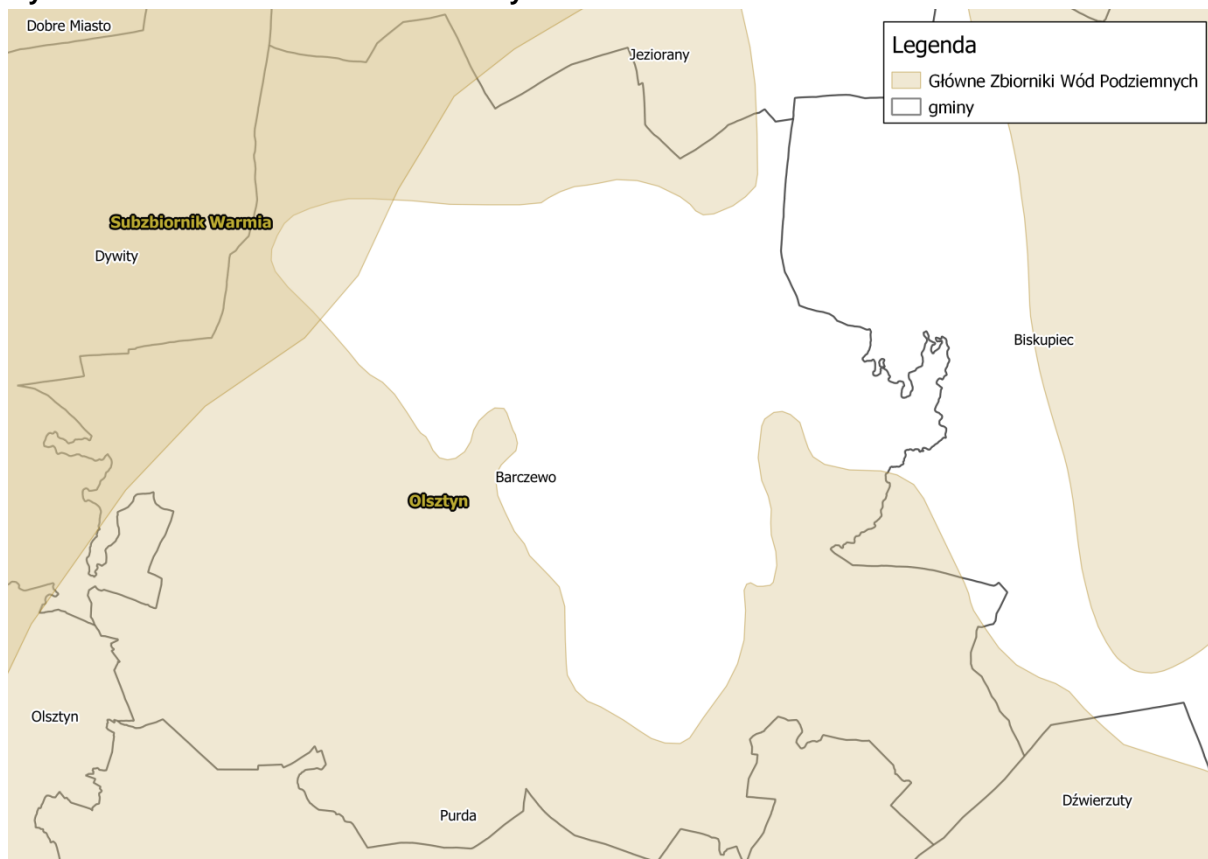 Dobre Miasto
Jeziorany
Legenda
Główne Zbiorniki Wód Podziemnych
gminy
Subzbiornik Warmia
Dywity
Biskupiec
Barczewo
Olsztyn
Olsztyn
Dźwierzuty
Purda